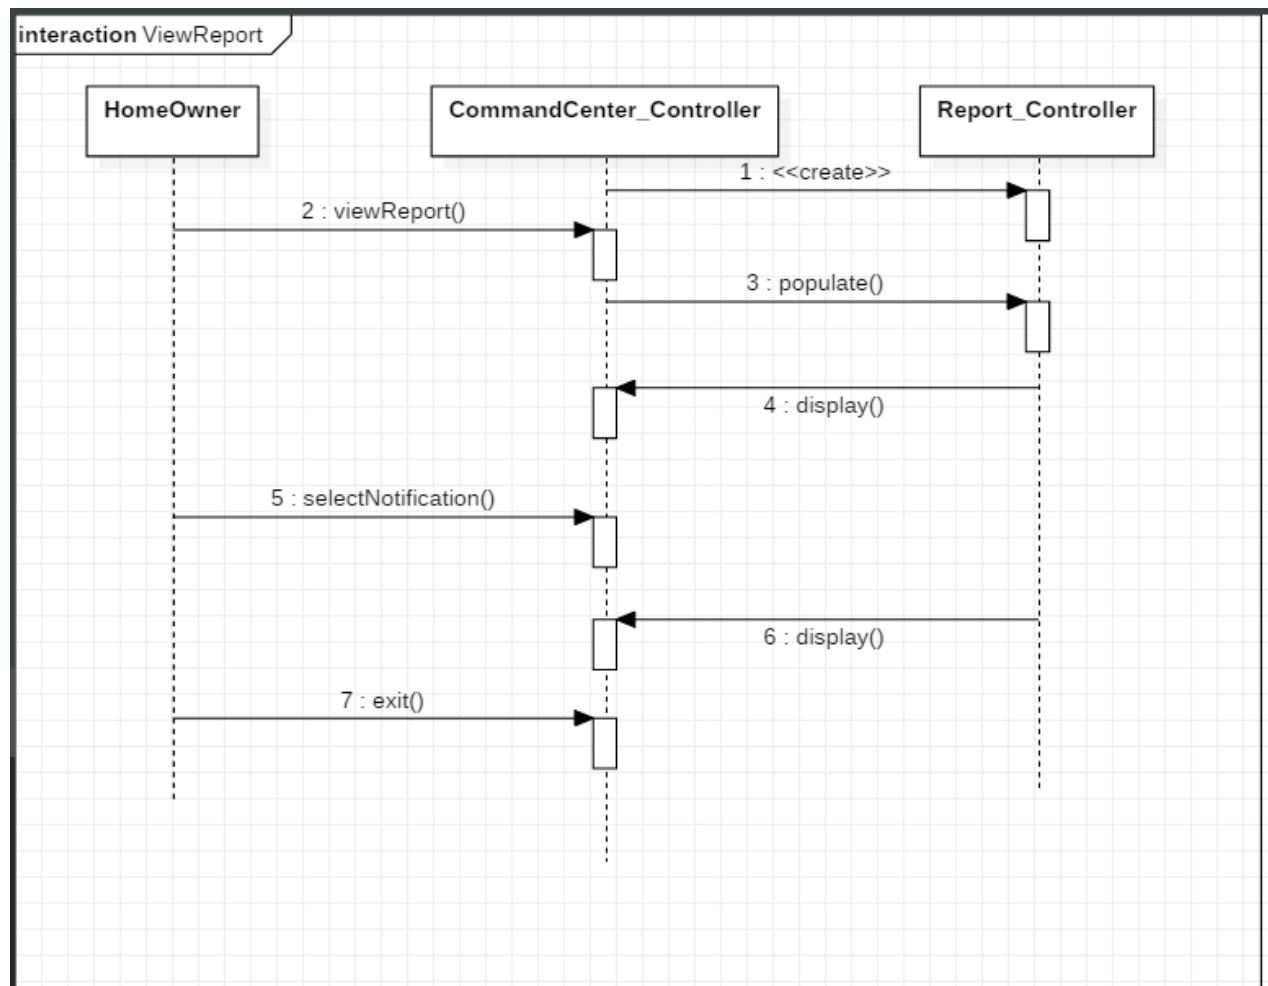 interaction ViewReport
HomeOwner
CommandCenter_Controller
Report_Controller
1 : <<create>>
2 : viewReport()
3 : populate()
4 : display()
5 : selectNotification()
6 : display()
7 : exit()